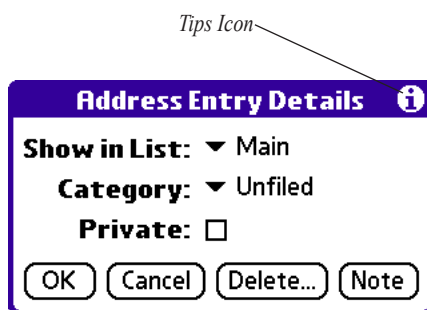 Tips Icon
Address Entry Details i
Show in List: Main
Category: Unfiled
Private:
OK Cancel Delete... Note